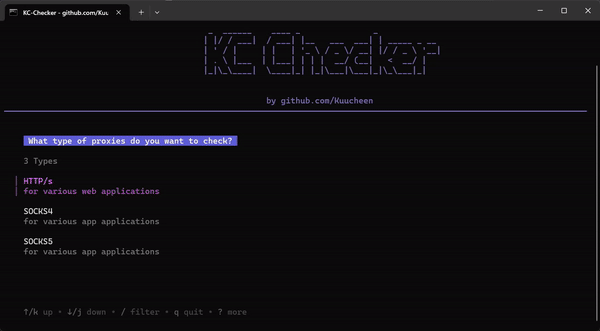 KC-Checker - github.com/Kuu
KC Checker
by github.com/Kuucheen
What type of proxies do you want to check?
3 Types
HTTP/s
for various web applications
SOCKS4
for various app applications
SOCKS5
for various app applications
↑/k up • ↓/j down • / filter • q quit • ? more